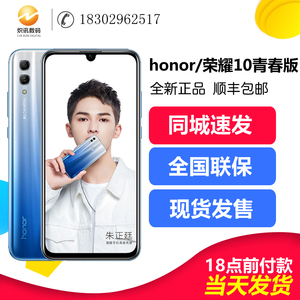 炽讯数码
18302962517
honor/荣耀10青春版
全新正品 顺丰包邮
同城速发
全国联保
现货发售
honor
朱正廷
18点前付款
当天发货